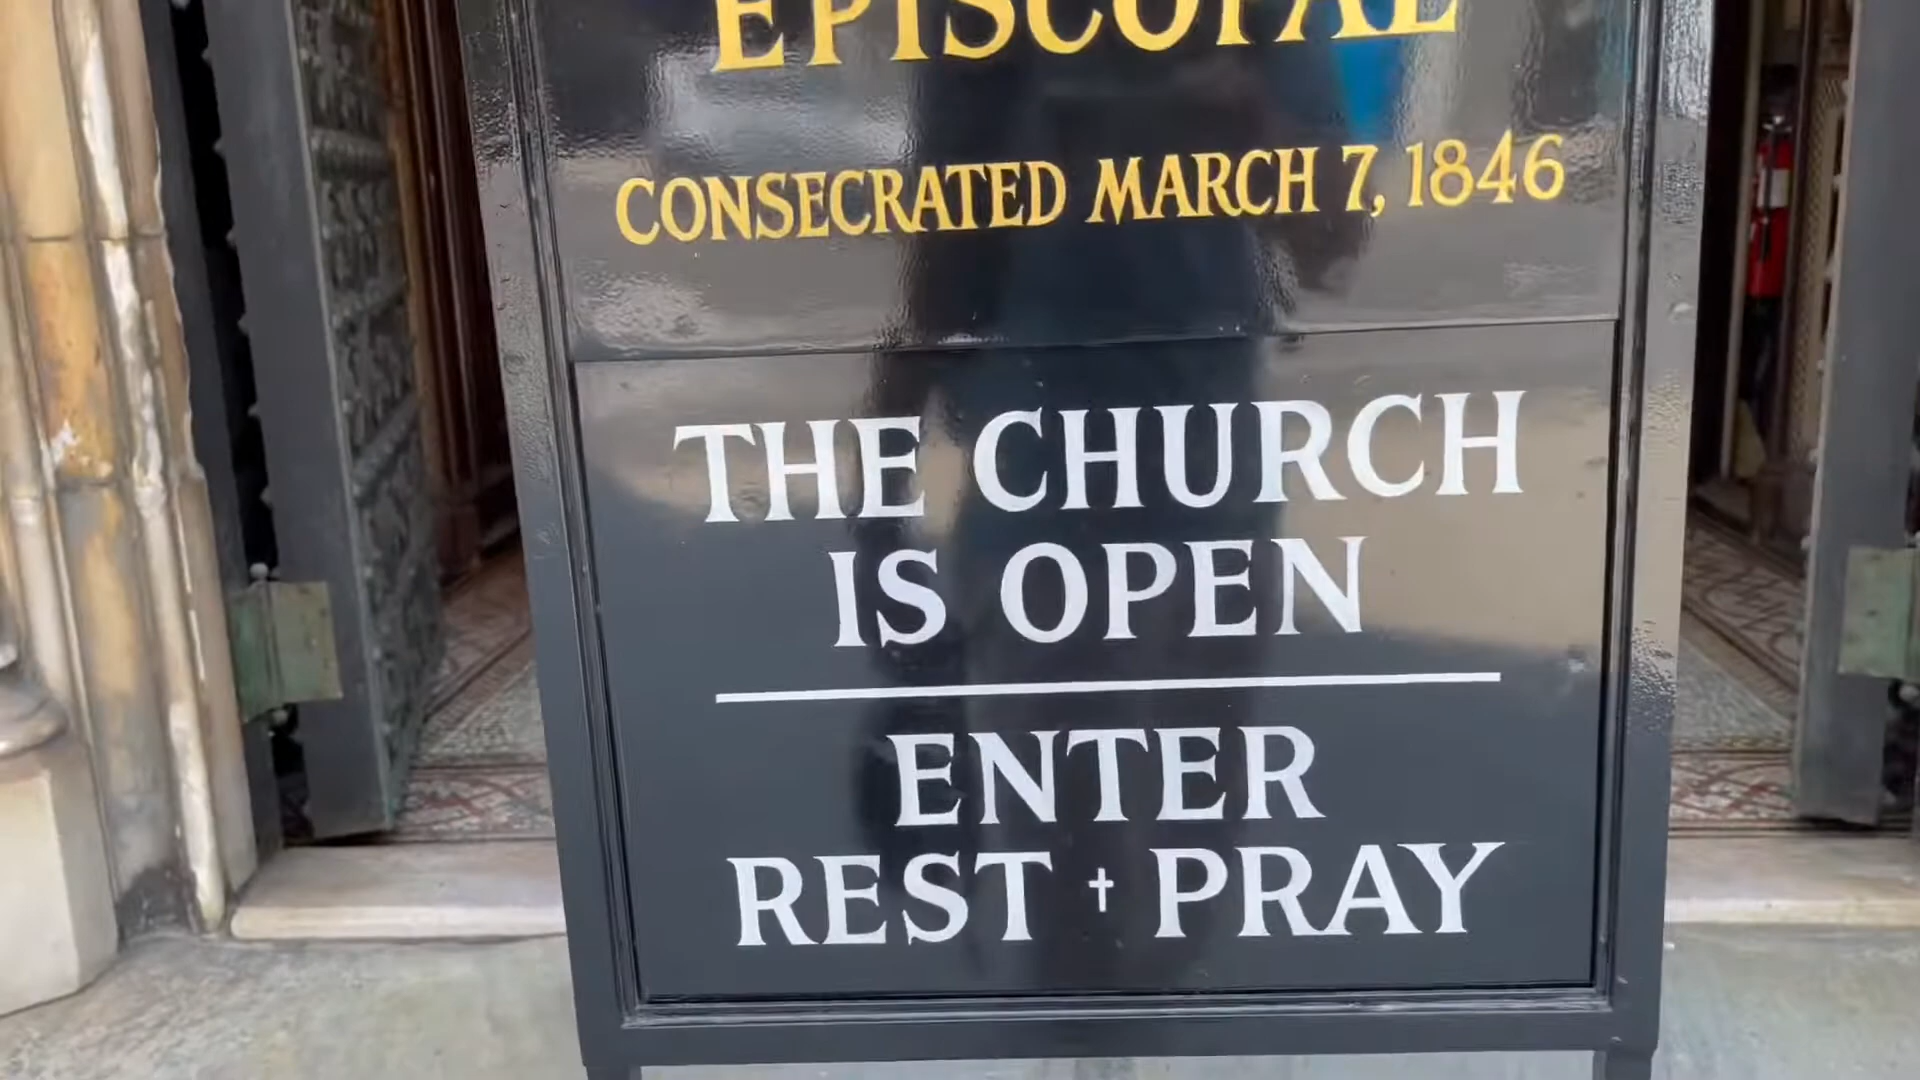 EPISCOPAL
CONSECRATED MARCH 7, 1846
THE CHURCH
IS OPEN
ENTER
REST † PRAY